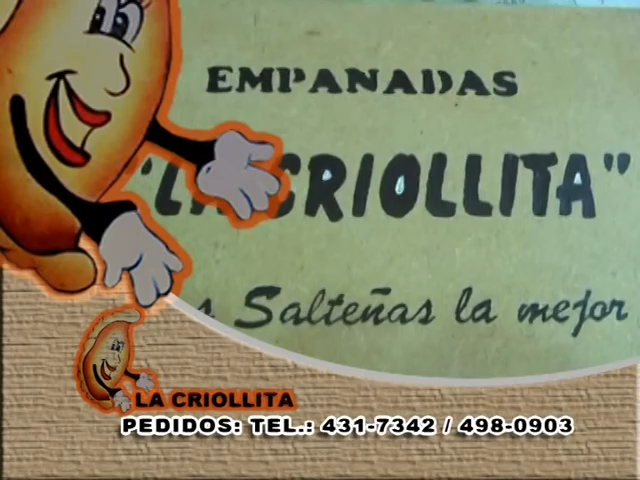 EMPANADAS
"LA CRIOLLITA"
Salteñas la mejor
LA CRIOLLITA
PEDIDOS: TEL.: 431-7342 / 498-0903